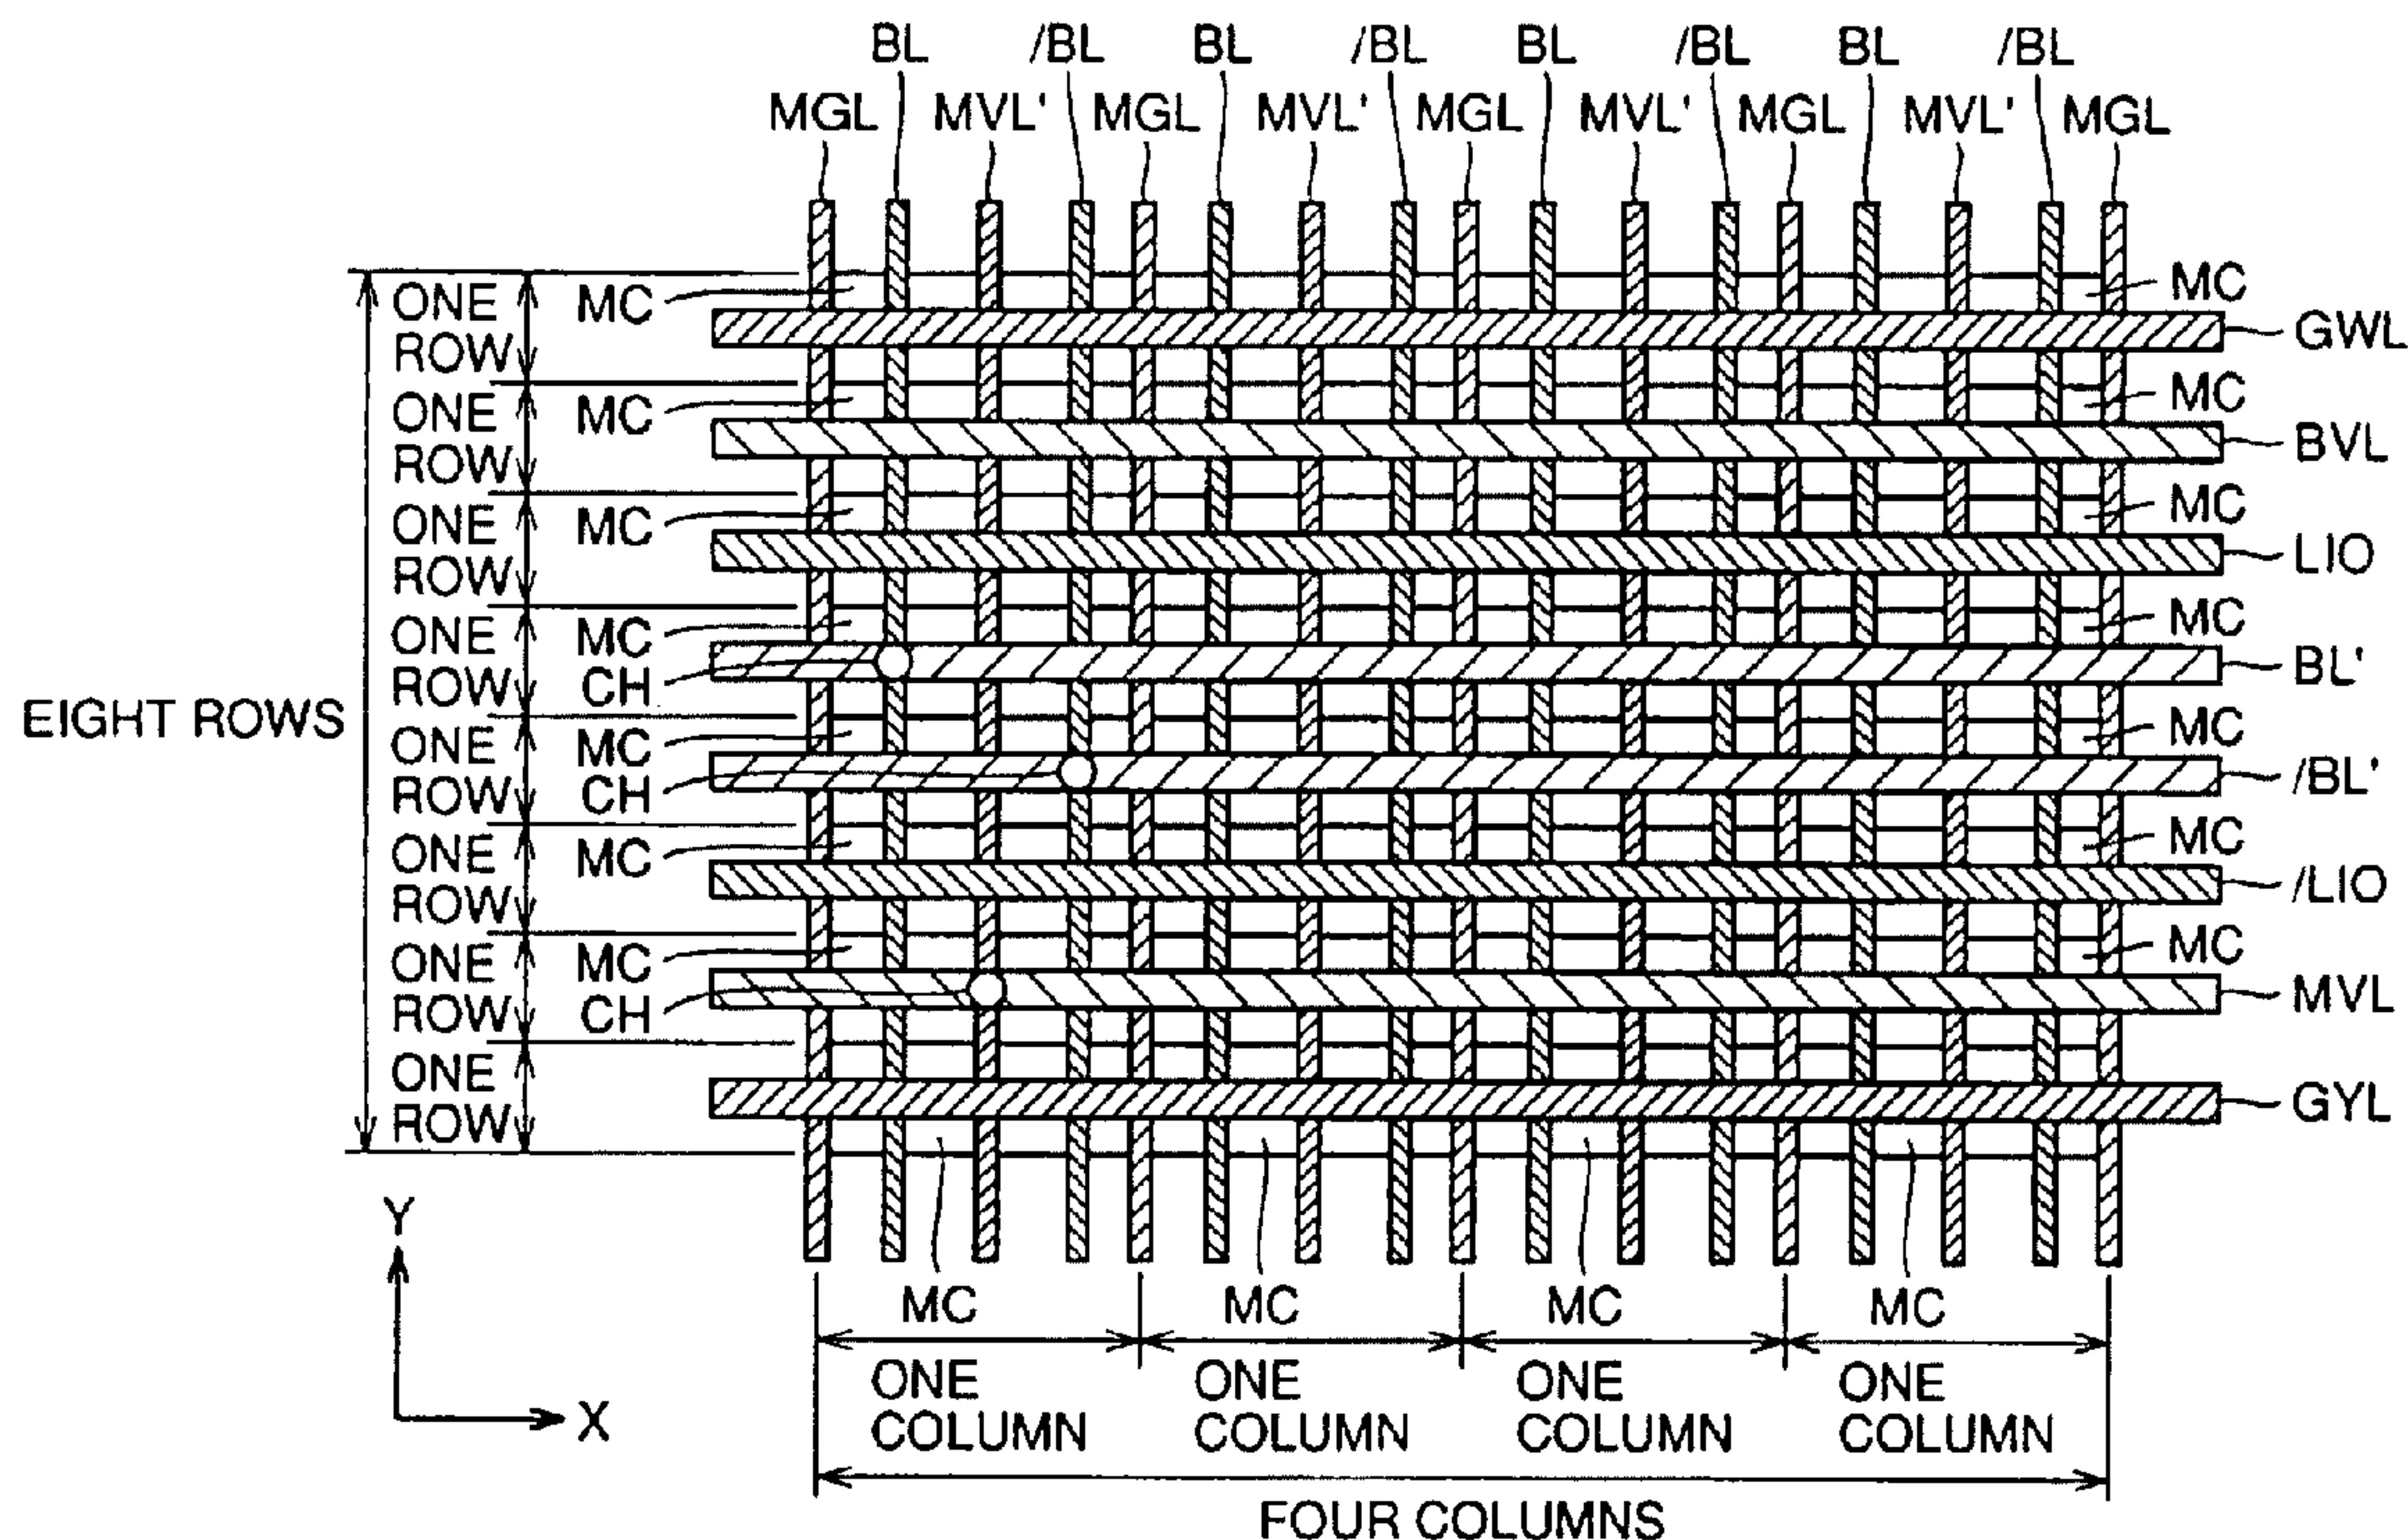 BL /BL BL /BL BL /BL BL /BL
MGL MVL' MGL MVL' MGL MVL' MGL MVL' MGL
ONE ROW MC MC
GWL
ONE ROW MC MC
BVL
ONE ROW MC MC
LIO
ONE ROW MC MC
CH BL'
EIGHT ROWS
ONE ROW MC MC
CH /BL'
ONE ROW MC MC
/LIO
ONE ROW MC MC
CH MVL
ONE ROW
GYL
Y
X
MC MC MC MC
ONE ONE ONE ONE
COLUMN COLUMN COLUMN COLUMN
FOUR COLUMNS